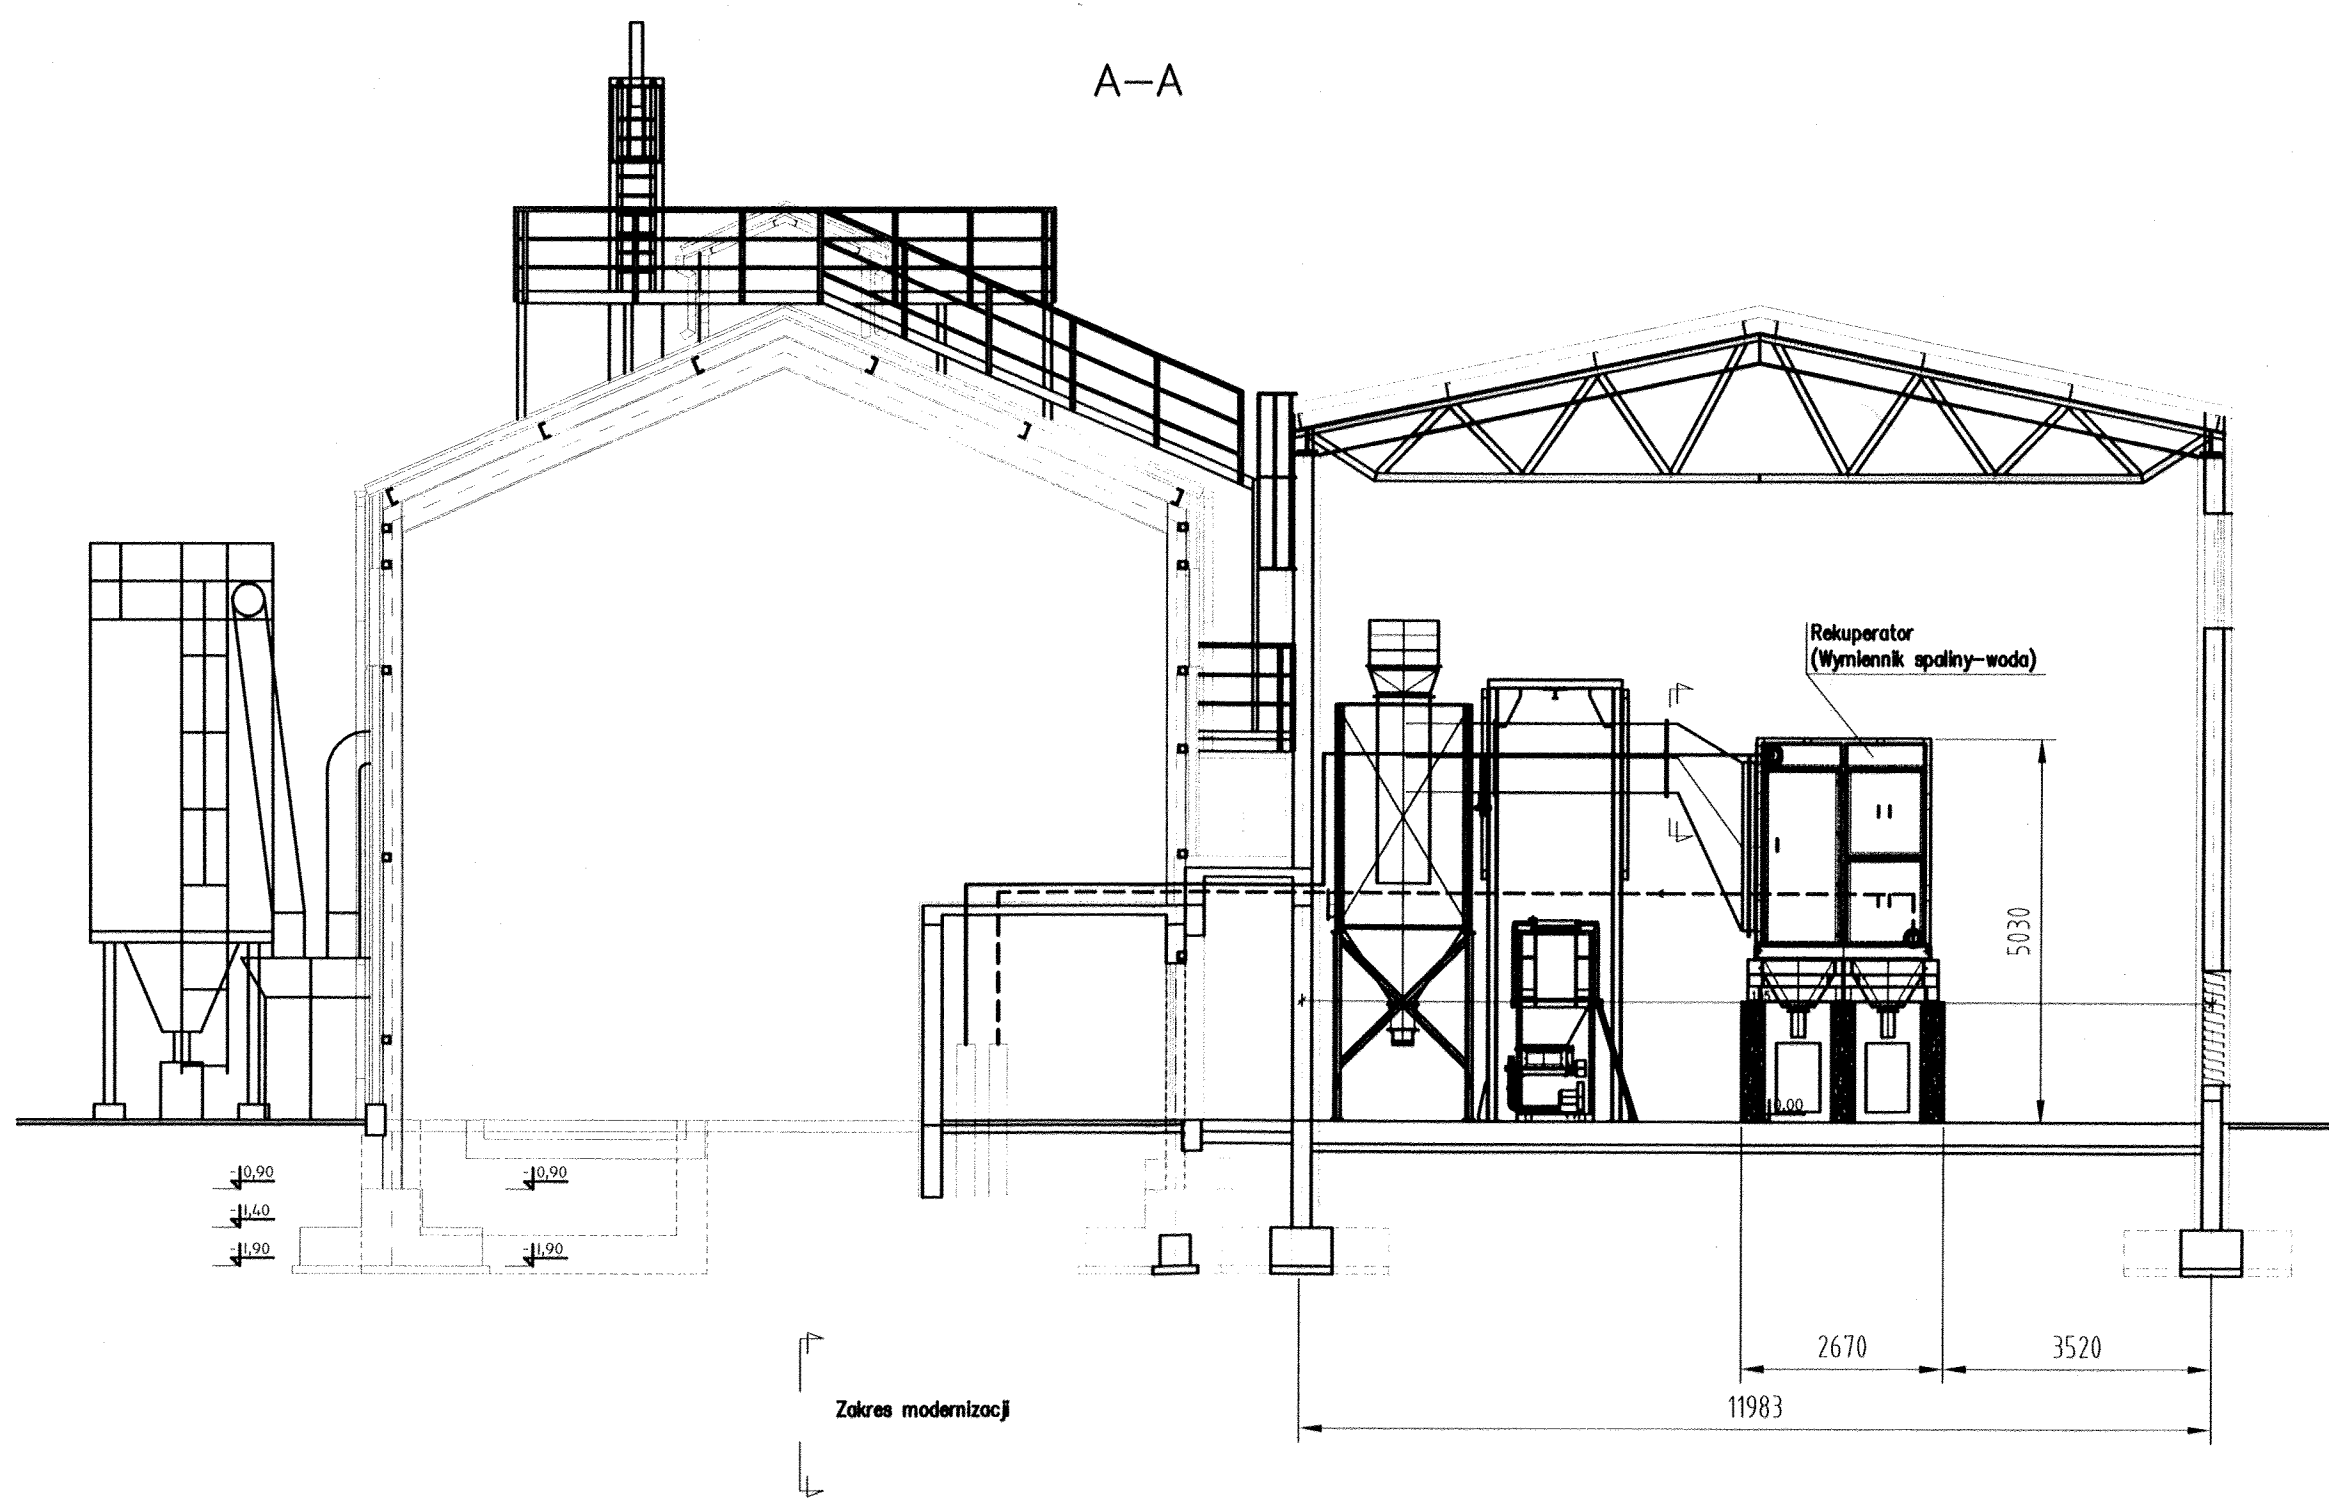 A–A
Rekuperator
(Wymiennik spaliny–woda)
5030
0,00
-0,90
-0,90
-1,40
-1,90
-1,90
2670
3520
11983
Zakres modernizacji